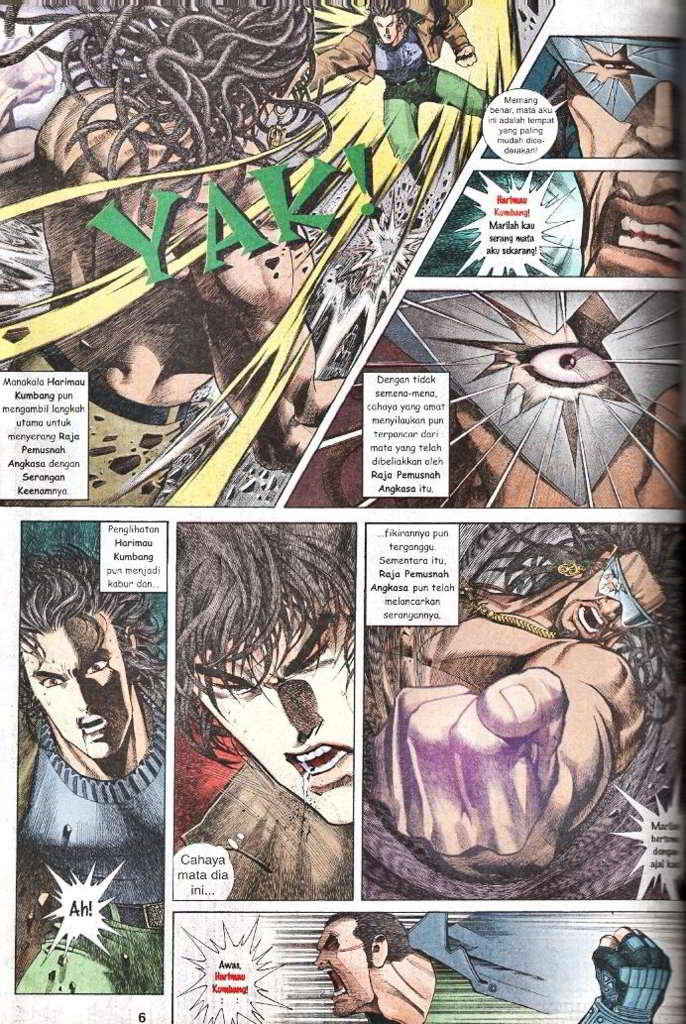 YAK!
Memang
benar, mata aku
ini adalah tempat
yang paling
mudah dice-
derakan!
Harimau
Kumbang!
Marilah kau
serang mata
aku sekarang!
Manakala Harimau
Kumbang pun
mengambil langkah
utama untuk
menyerang Raja
Pemusnah
Angkasa dengan
Serangan
Keenamnya.
Dengan tidak
semena-mena,
cahaya yang amat
menyilaukan pun
terpancar dari
mata yang telah
dibeliakkan oleh
Raja Pemusnah
Angkasa itu,
Penglihatan
Harimau
Kumbang
pun menjadi
kabur dan...
Ah!
Cahaya
mata dia
ini...
...fikirannya pun
terganggu.
Sementara itu,
Raja Pemusnah
Angkasa pun telah
melancarkan
serangannya.
ajal ka
Awas,
Harimau
Kumbang!
6